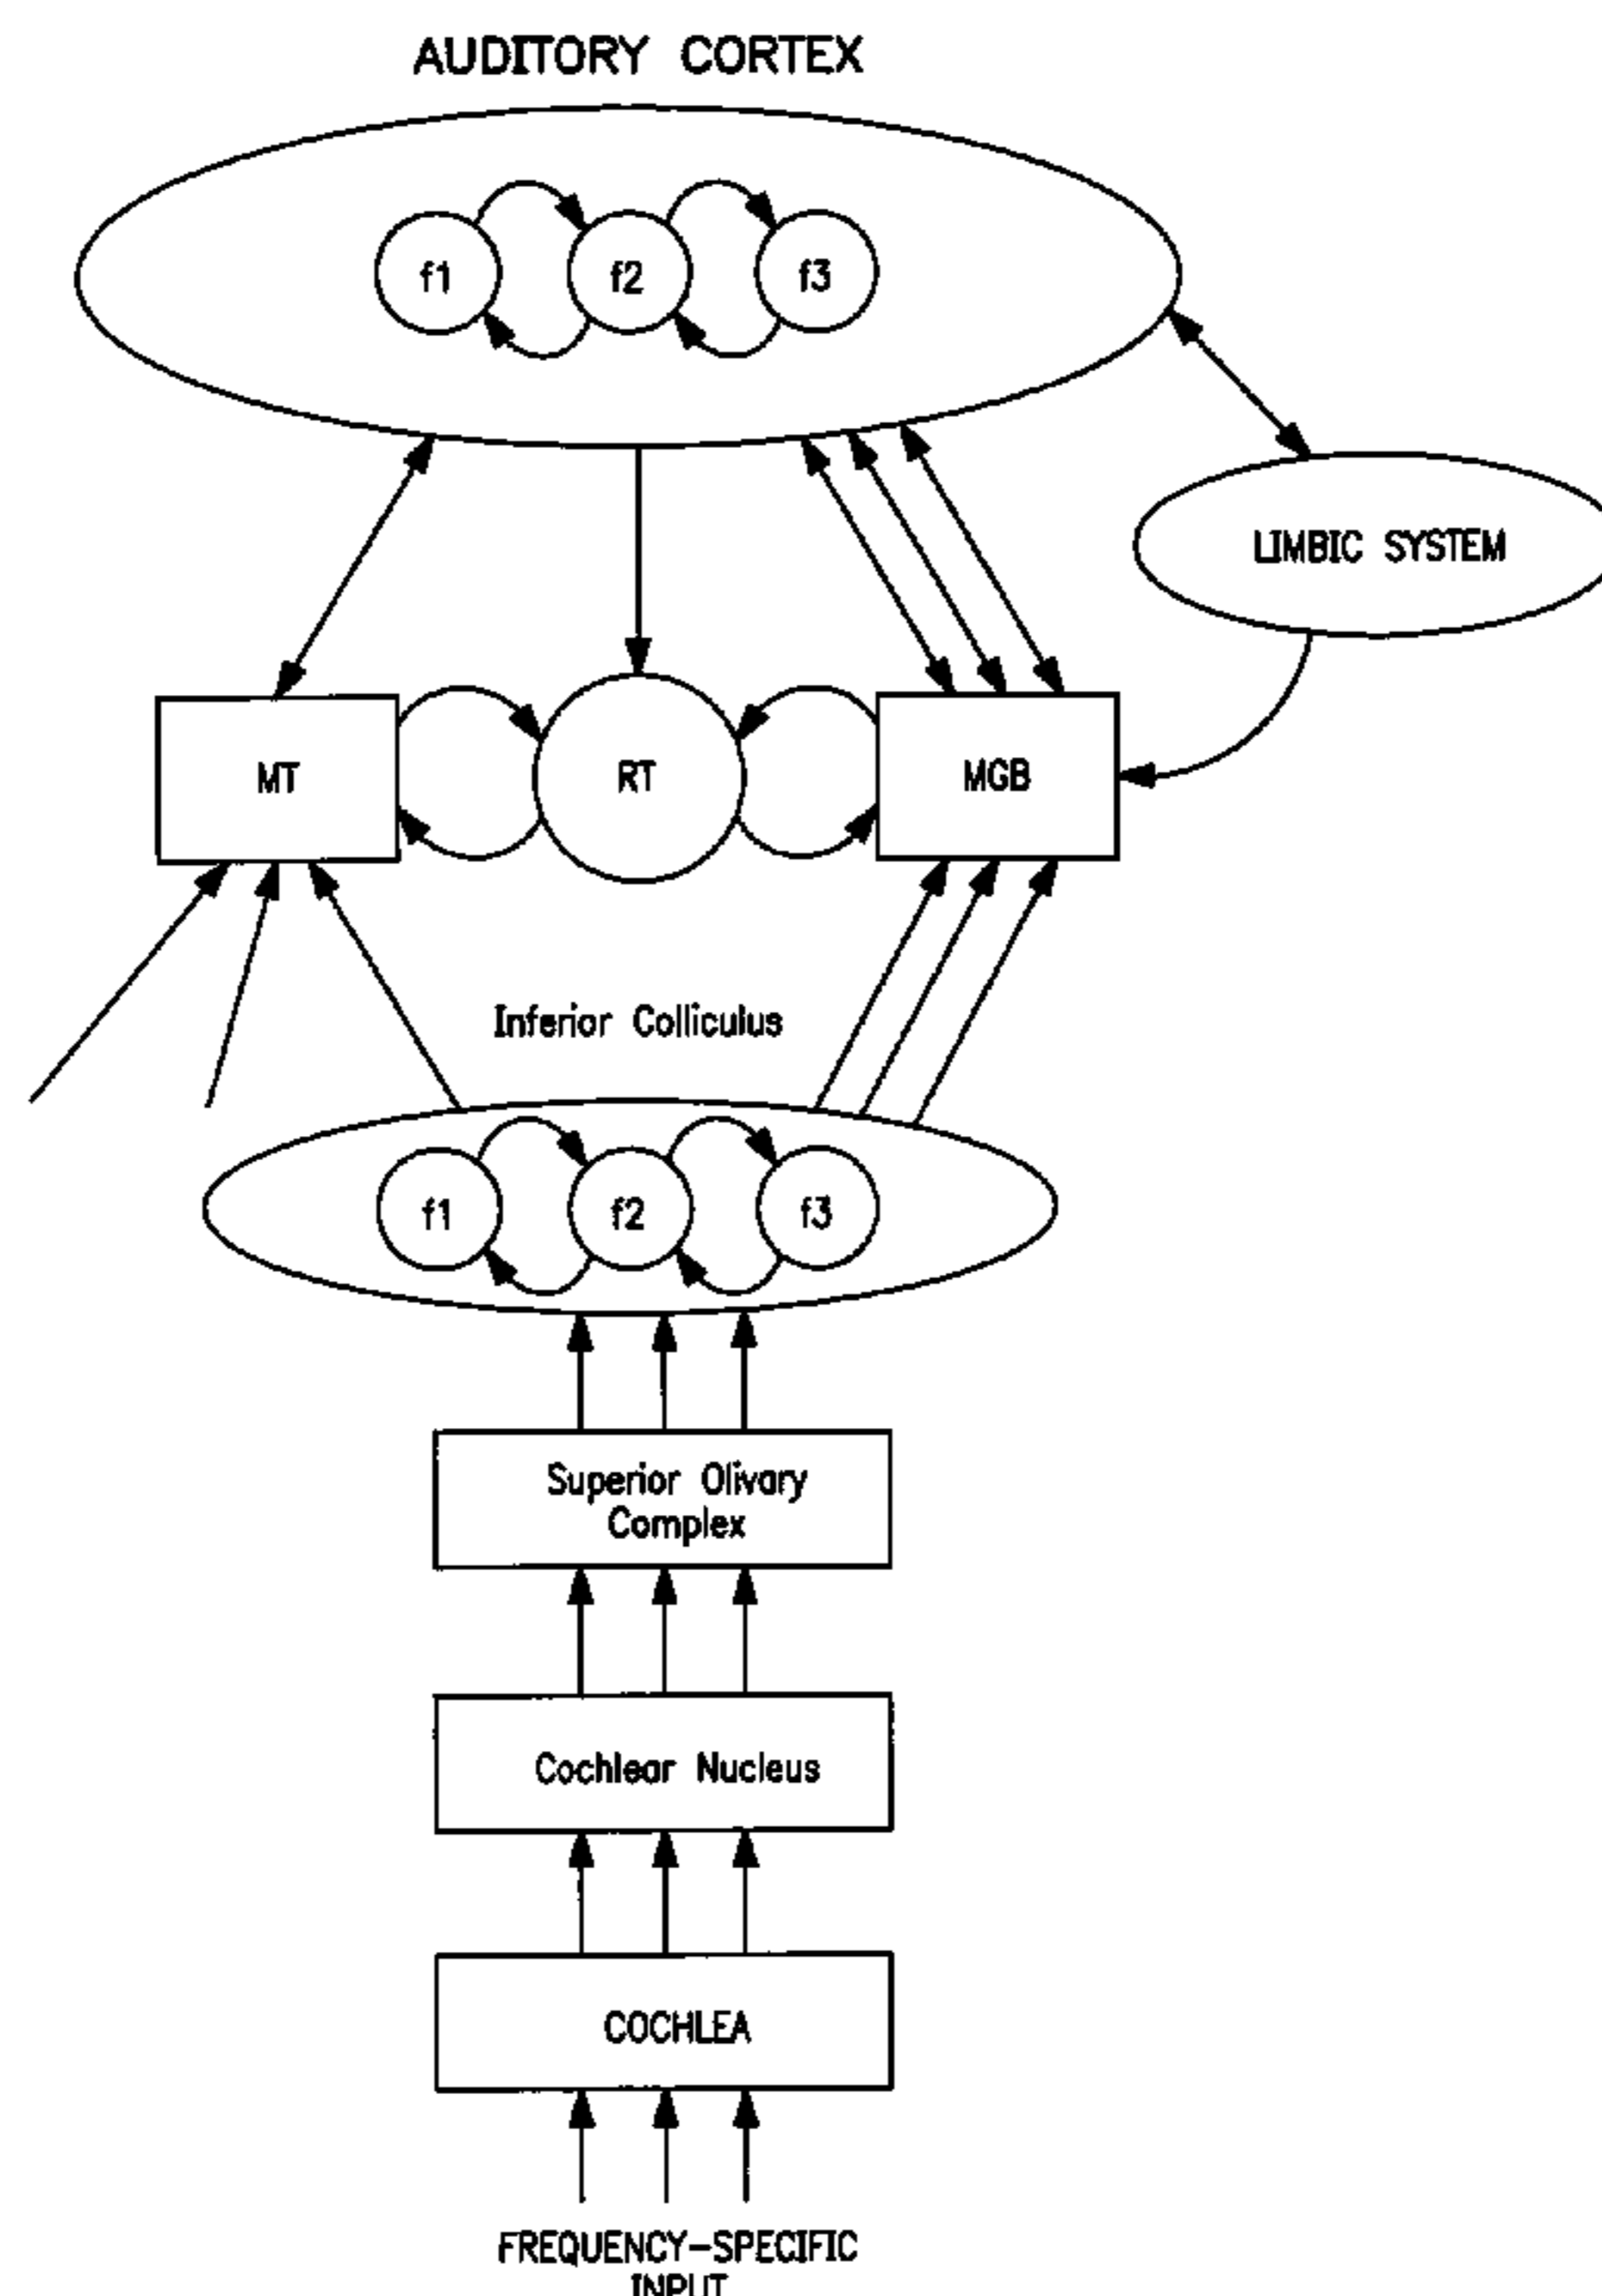 AUDITORY CORTEX
f1 f2 f3
LIMBIC SYSTEM
MT RT MGB
Inferior Colliculus
f1 f2 f3
Superior Olivary
Complex
Cochlear Nucleus
COCHLEA
FREQUENCY-SPECIFIC
INPUT